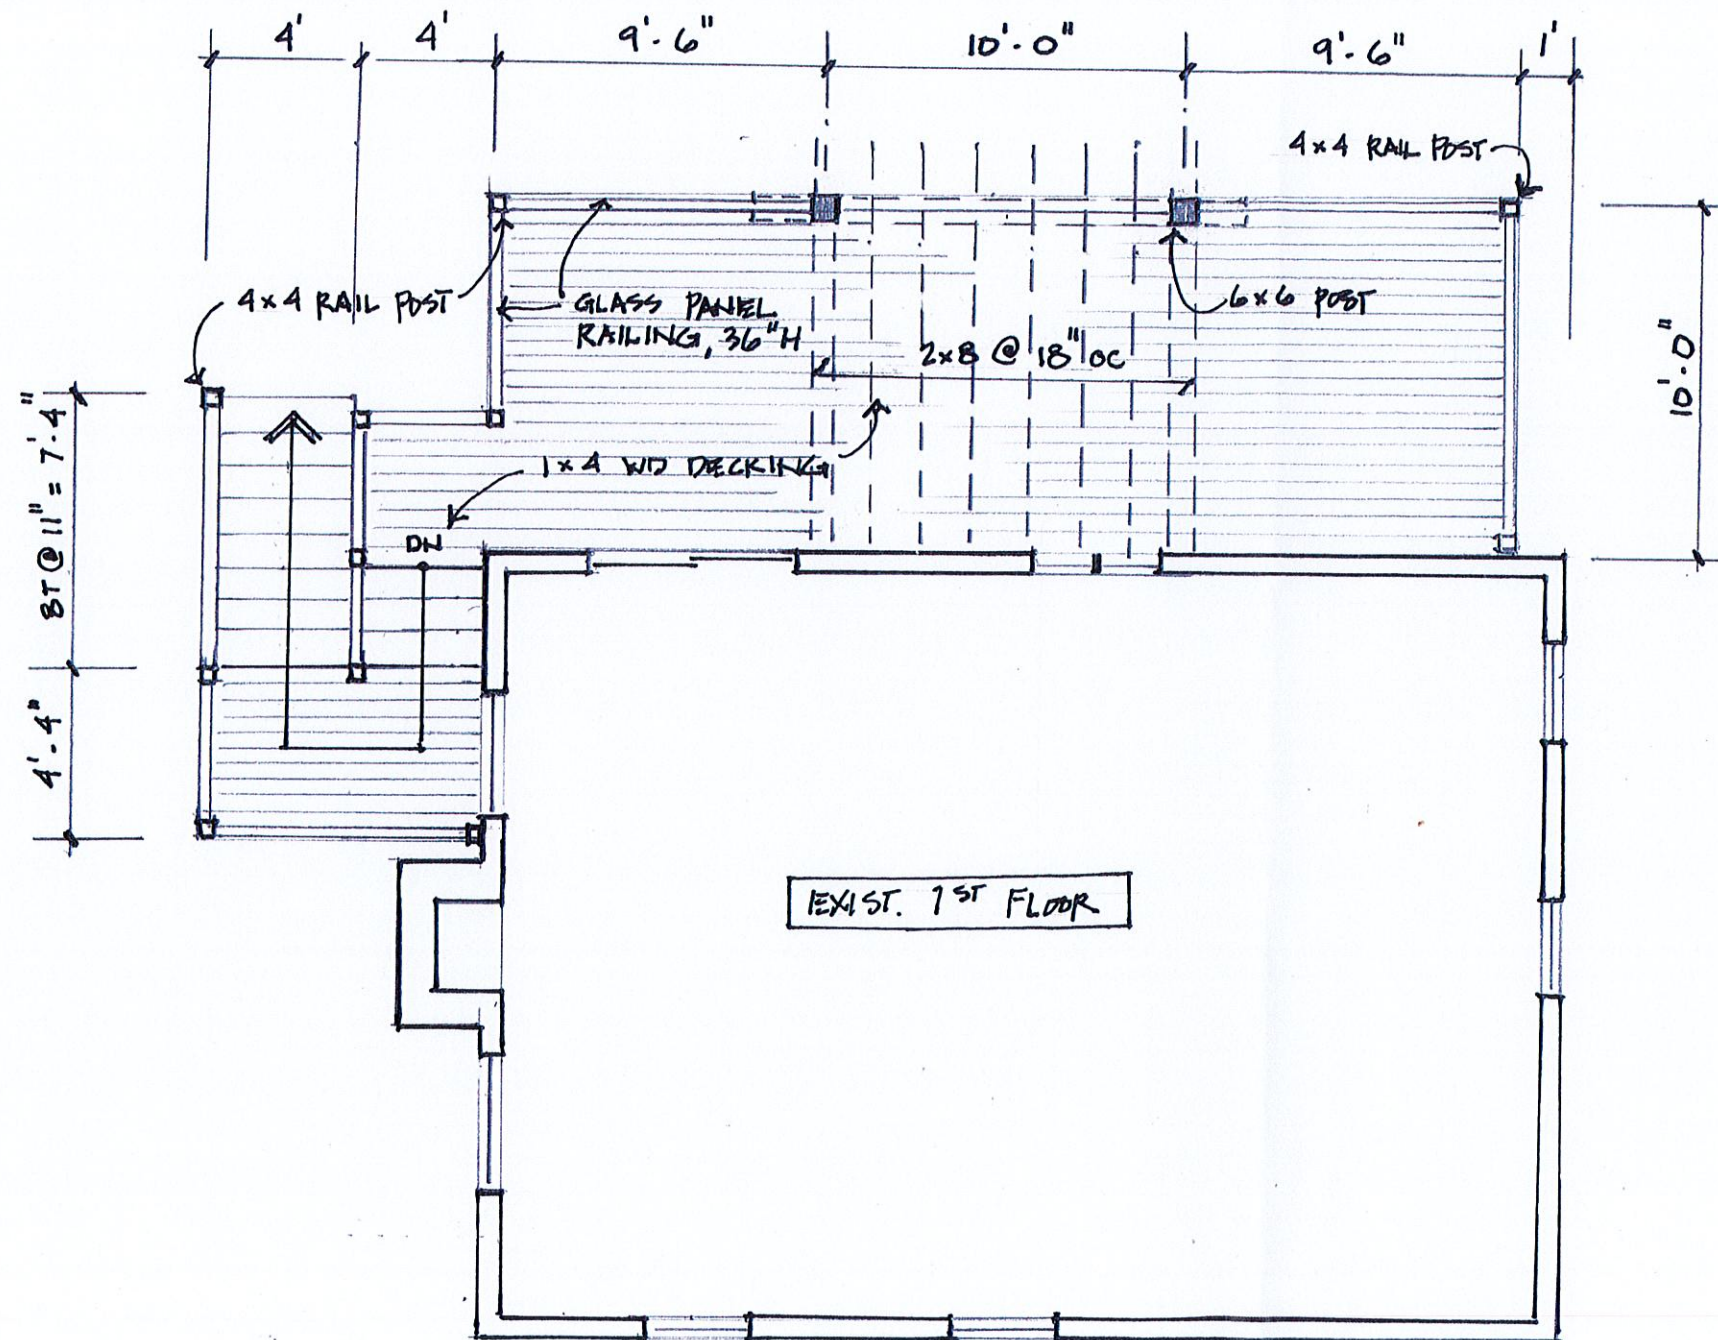 4' 4' 9'-6" 10'-0" 9'-6" 1'
4x4 RAIL POST
4x4 RAIL POST
GLASS PANEL
RAILING, 36"H
6x6 POST
2x8 @ 18" OC
10'-0"
8T @ 11" = 7'-4"
1x4 WD DECKING
DN
4'-4"
EXIST. 1ST FLOOR